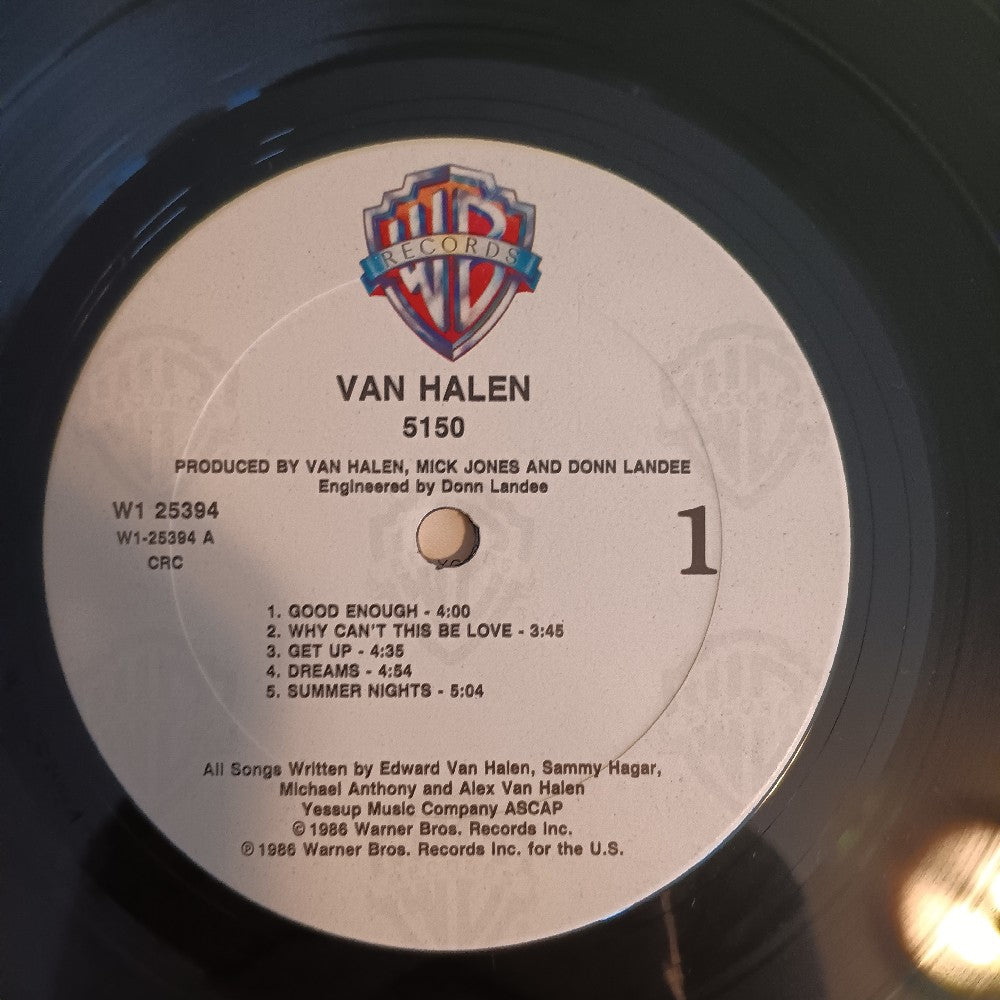 WB
RECORDS
VAN HALEN
5150
PRODUCED BY VAN HALEN, MICK JONES AND DONN LANDEE
Engineered by Donn Landee
W1 25394
W1-25394 A
CRC
1
1. GOOD ENOUGH - 4:00
2. WHY CAN'T THIS BE LOVE - 3:45
3. GET UP - 4:35
4. DREAMS - 4:54
5. SUMMER NIGHTS - 5:04
All Songs Written by Edward Van Halen, Sammy Hagar,
Michael Anthony and Alex Van Halen
Yessup Music Company ASCAP
© 1986 Warner Bros. Records Inc.
℗ 1986 Warner Bros. Records Inc. for the U.S.